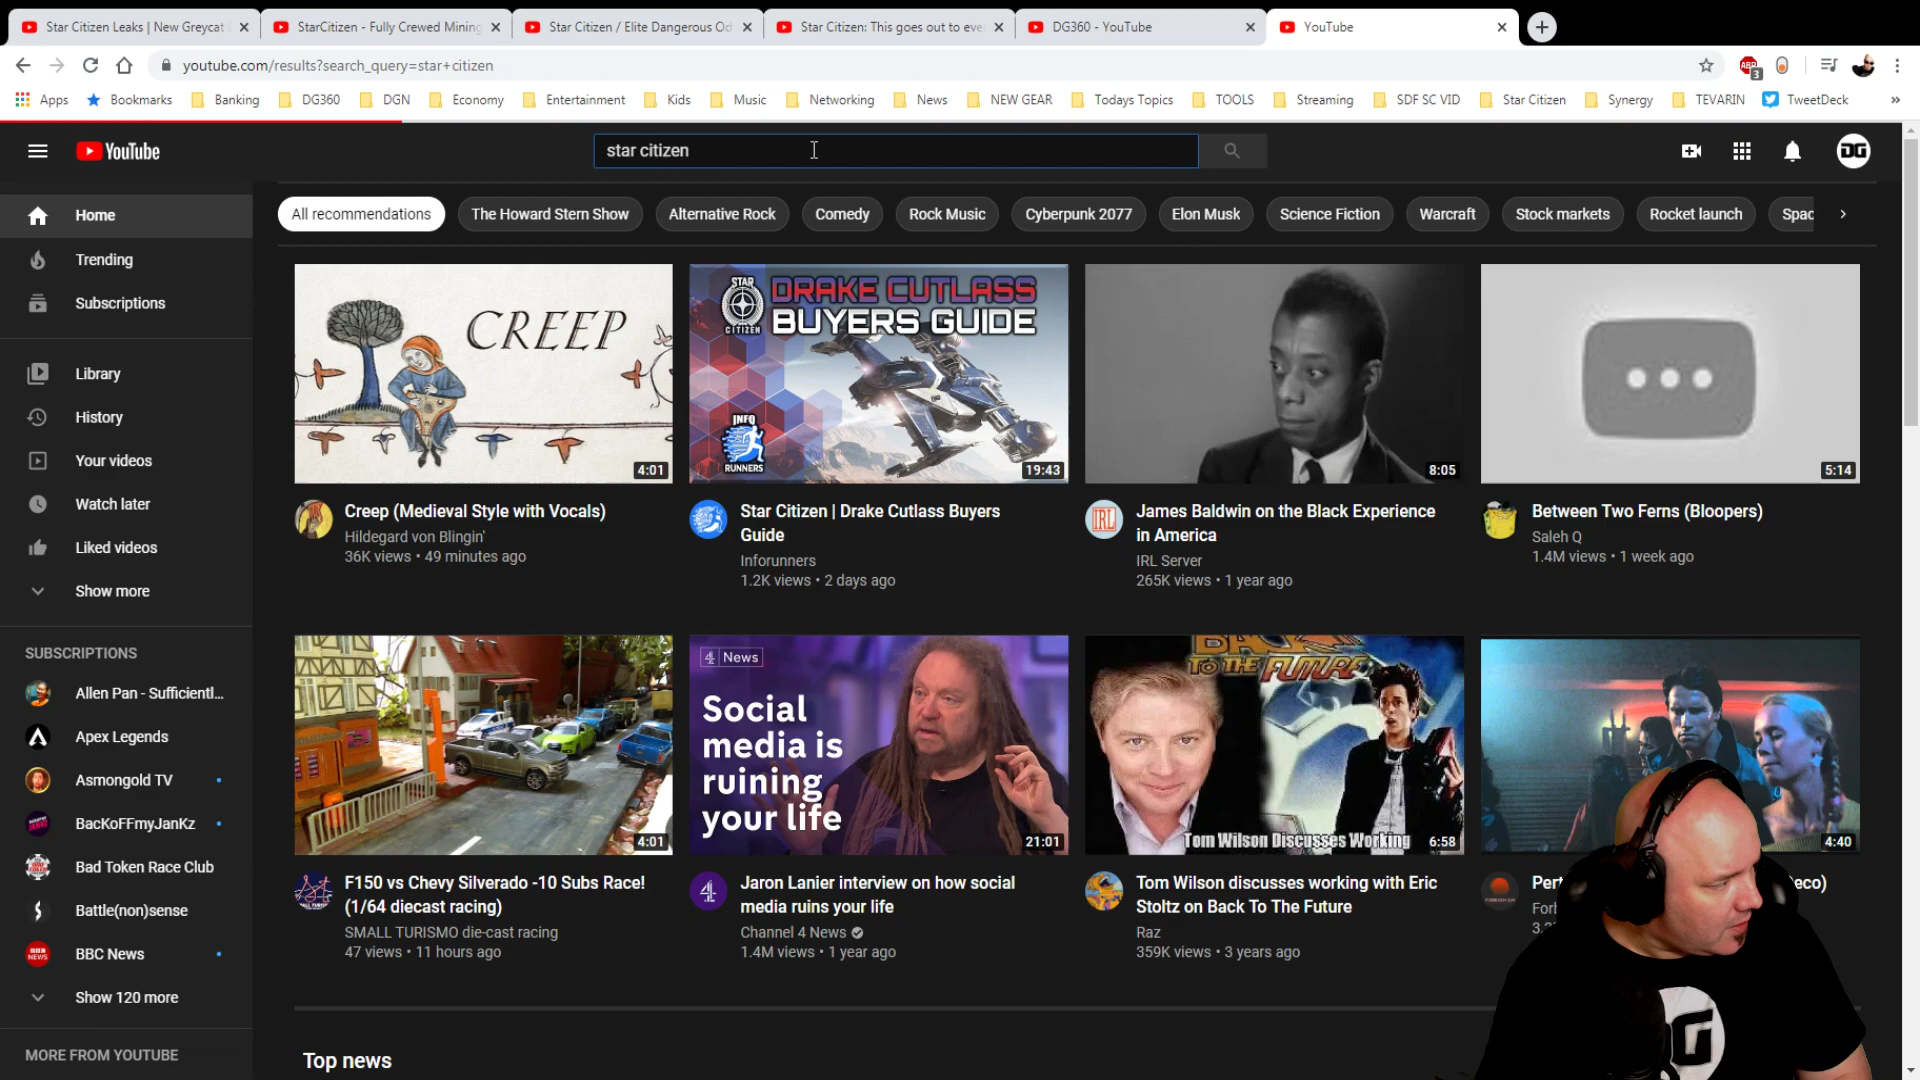 Star Citizen Leaks | New Greycat
StarCitizen - Fully Crewed Mining
Star Citizen / Elite Dangerous Od
Star Citizen: This goes out to eve
DG360 - YouTube
YouTube
youtube.com/results?search_query=star+citizen
ABP
3
Apps
Bookmarks
Banking
DG360
DGN
Economy
Entertainment
Kids
Music
Networking
News
NEW GEAR
Todays Topics
TOOLS
Streaming
SDF SC VID
Star Citizen
Synergy
TEVARIN
TweetDeck
YouTube
star citizen
DG
Home
Trending
Subscriptions
Library
History
Your videos
Watch later
Liked videos
Show more
SUBSCRIPTIONS
Allen Pan - Sufficientl...
Apex Legends
Asmongold TV
BacKoFFmyJanKz
Bad Token Race Club
Battle(non)sense
BBC News
Show 120 more
MORE FROM YOUTUBE
All recommendations
The Howard Stern Show
Alternative Rock
Comedy
Rock Music
Cyberpunk 2077
Elon Musk
Science Fiction
Warcraft
Stock markets
Rocket launch
Spac
CREEP
4:01
STAR
CITIZEN
DRAKE CUTLASS
BUYERS GUIDE
INFO
RUNNERS
19:43
8:05
5:14
Creep (Medieval Style with Vocals)
Hildegard von Blingin'
36K views • 49 minutes ago
Star Citizen | Drake Cutlass Buyers
Guide
Inforunners
1.2K views • 2 days ago
IRL
James Baldwin on the Black Experience
in America
IRL Server
265K views • 1 year ago
Between Two Ferns (Bloopers)
Saleh Q
1.4M views • 1 week ago
4:01
4 News
Social
media is
ruining
your life
21:01
BACK
TO THE FUTURE
Tom Wilson Discusses Working
6:58
4:40
F150 vs Chevy Silverado -10 Subs Race!
(1/64 diecast racing)
SMALL TURISMO die-cast racing
47 views • 11 hours ago
Jaron Lanier interview on how social
media ruins your life
Channel 4 News
1.4M views • 1 year ago
Tom Wilson discusses working with Eric
Stoltz on Back To The Future
Raz
359K views • 3 years ago
Top news